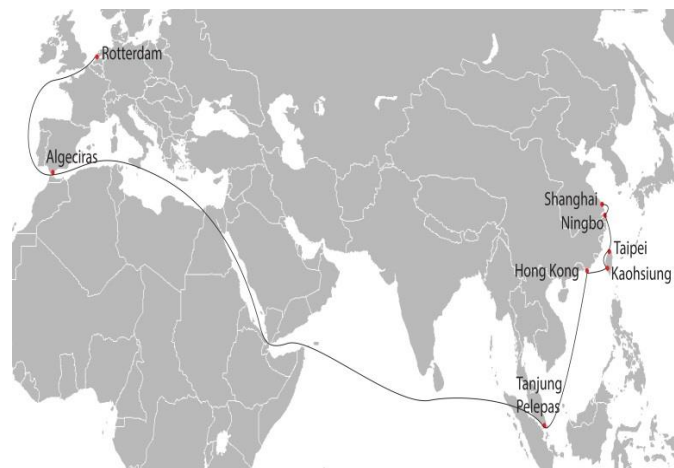 Rotterdam
Algeciras
Shanghai
Ningbo
Taipei
Hong Kong
Kaohsiung
Tanjung
Pelepas